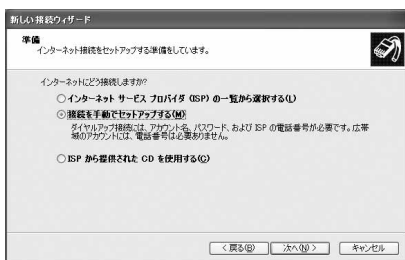 新しい接続ウィザード
準備
インターネット接続をセットアップする準備をしています。
インターネットにどう接続しますか?
インターネット サービス プロバイダ (ISP) の一覧から選択する(L)
接続を手動でセットアップする(M)
ダイヤルアップ接続には、アカウント名、パスワード、および ISP の電話番号が必要です。広帯
域のアカウントには、電話番号は必要ありません。
ISP から提供された CD を使用する(C)
< 戻る(B)
次へ(N) >
キャンセル